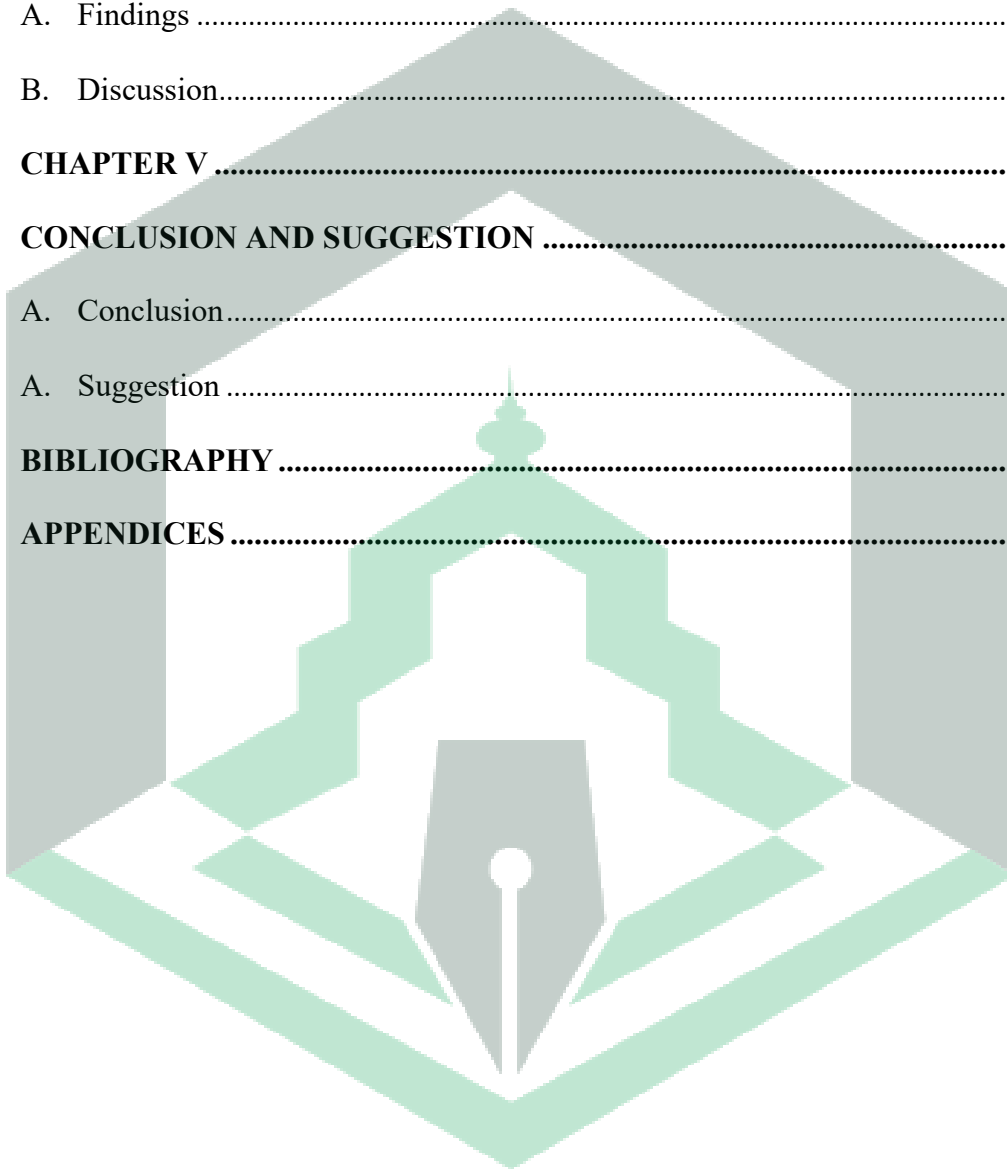 A. Findings ........................................................................................................
B. Discussion.....................................................................................................
CHAPTER V ....................................................................................................
CONCLUSION AND SUGGESTION ...........................................................
A. Conclusion....................................................................................................
A. Suggestion ....................................................................................................
BIBLIOGRAPHY ............................................................................................
APPENDICES ..................................................................................................